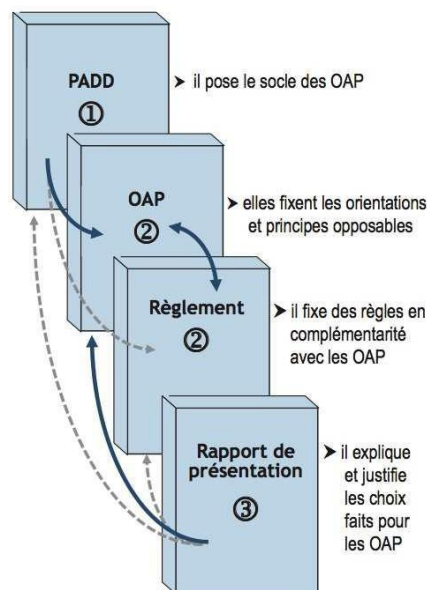 PADD
①
➤ il pose le socle des OAP
OAP
②
➤ elles fixent les orientations
et principes opposables
Règlement
②
➤ il fixe des règles en
complémentarité
avec les OAP
Rapport de
présentation
③
➤ il explique
et justifie
les choix
faits pour
les OAP